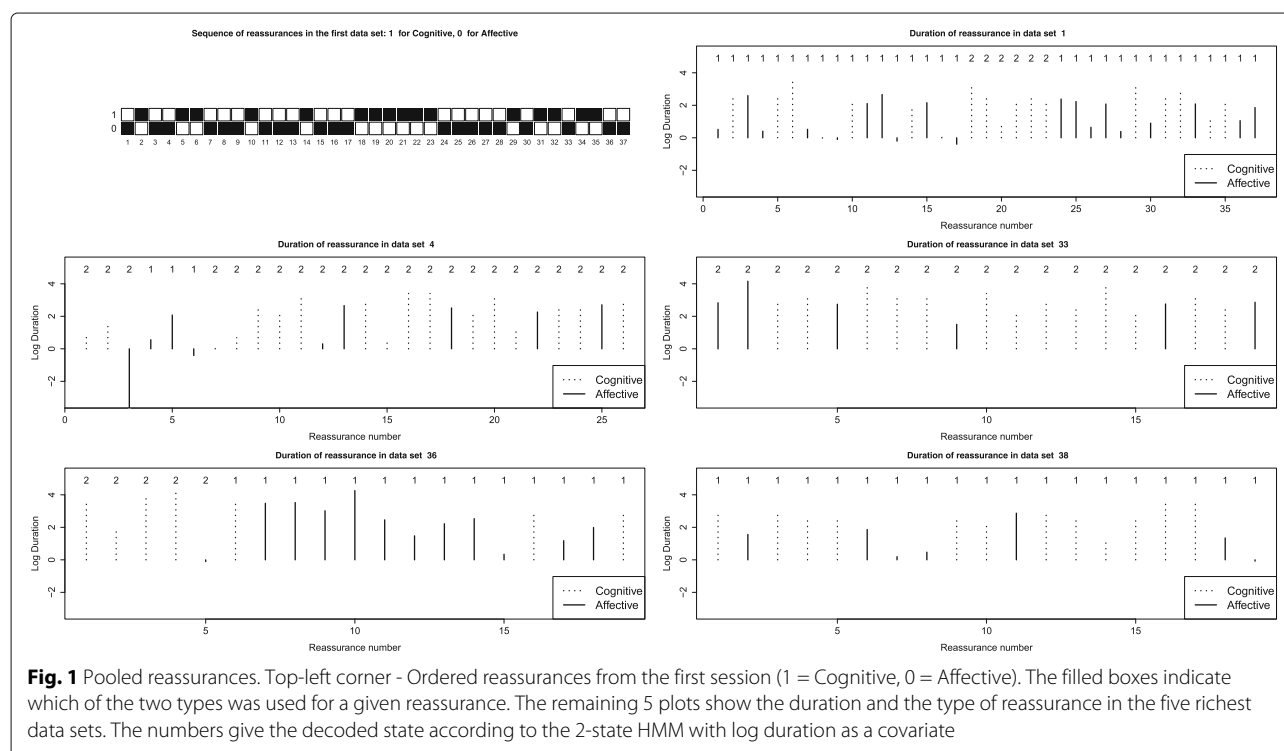 Sequence of reassurances in the first data set: 1 for Cognitive, 0 for Affective
1
0
1 2 3 4 5 6 7 8 9 10 11 12 13 14 15 16 17 18 19 20 21 22 23 24 25 26 27 28 29 30 31 32 33 34 35 36 37
Duration of reassurance in data set 1
1 1 1 1 1 1 1 1 1 1 1 1 1 1 1 1 1 2 2 2 2 2 2 1 1 1 1 1 1 1 1 1 1 1 1 1 1
Log Duration
4
2
0
−2
Cognitive
Affective
0 5 10 15 20 25 30 35
Reassurance number
Duration of reassurance in data set 4
2 2 2 1 1 1 2 2 2 2 2 2 2 2 2 2 2 2 2 2 2 2 2 2 2 2
Log Duration
4
2
0
−2
Cognitive
Affective
0 5 10 15 20 25
Reassurance number
Duration of reassurance in data set 33
2 2 2 2 2 2 2 2 2 2 2 2 2 2 2 2 2 2 2
Log Duration
4
2
0
−2
Cognitive
Affective
5 10 15
Reassurance number
Duration of reassurance in data set 36
2 2 2 2 2 1 1 1 1 1 1 1 1 1 1 1 1 1 1
Log Duration
4
2
0
−2
Cognitive
Affective
5 10 15
Reassurance number
Duration of reassurance in data set 38
1 1 1 1 1 1 1 1 1 1 1 1 1 1 1 1 1 1 1
Log Duration
4
2
0
−2
Cognitive
Affective
5 10 15
Reassurance number
Fig. 1 Pooled reassurances. Top-left corner - Ordered reassurances from the first session (1 = Cognitive, 0 = Affective). The filled boxes indicate
which of the two types was used for a given reassurance. The remaining 5 plots show the duration and the type of reassurance in the five richest
data sets. The numbers give the decoded state according to the 2-state HMM with log duration as a covariate